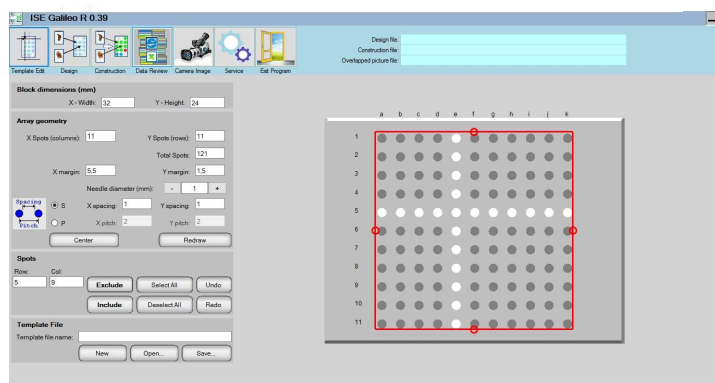 ISE Galileo R 0.39
Template Edit Design Construction Data Review Camera Image Service Exit Program
Design file:
Construction file:
Overlapped picture file:
Block dimensions (mm)
X - Width: 32 Y - Height: 24
Array geometry
X Spots (columns): 11 Y Spots (rows): 11
Total Spots: 121
X margin: 5,5 Y margin: 1,5
Needle diameter (mm): - 1 +
Spacing
Pitch
S X spacing: 1 Y spacing: 1
P X pitch: 2 Y pitch: 2
Center Redraw
Spots
Row: Col:
5 9 Exclude Select All Undo
Include Deselect All Redo
Template File
Template file name:
New Open... Save...
a b c d e f g h i j k
1
2
3
4
5
6
7
8
9
10
11